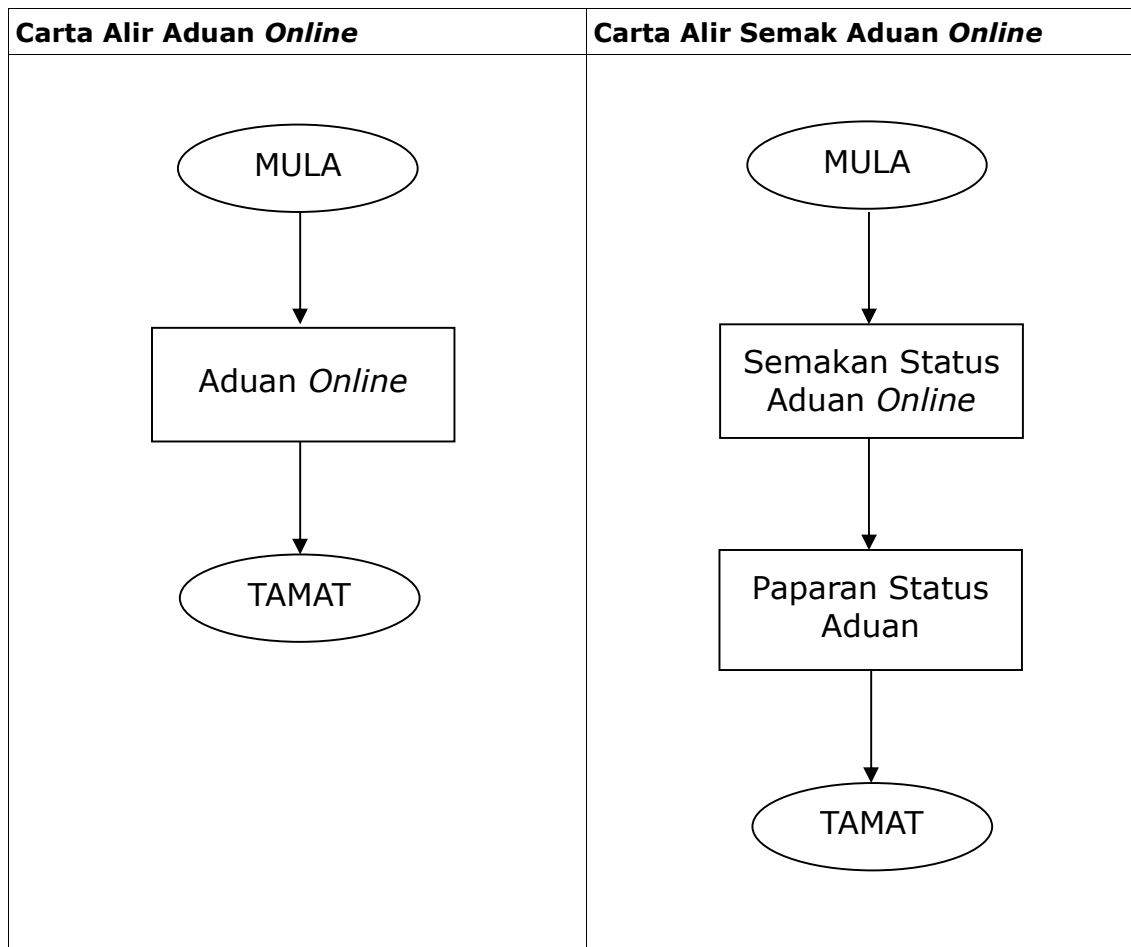 Carta Alir Aduan Online
MULA
Aduan Online
TAMAT
Carta Alir Semak Aduan Online
MULA
Semakan Status
Aduan Online
Paparan Status
Aduan
TAMAT